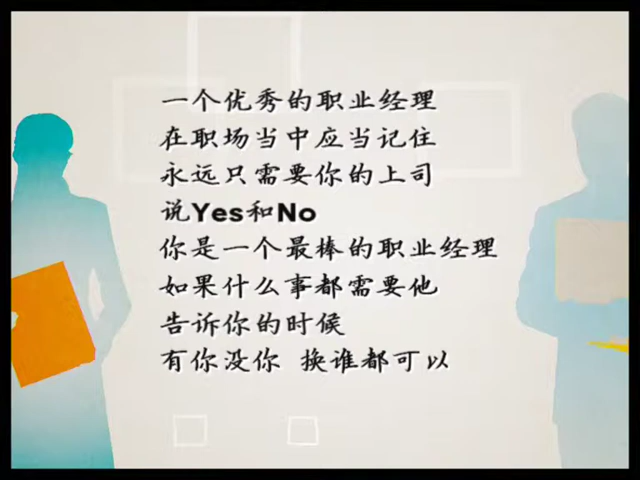 一个优秀的职业经理
在职场当中应当记住
永远只需要你的上司
说Yes和No
你是一个最棒的职业经理
如果什么事都需要他
告诉你的时候
有你没你 换谁都可以